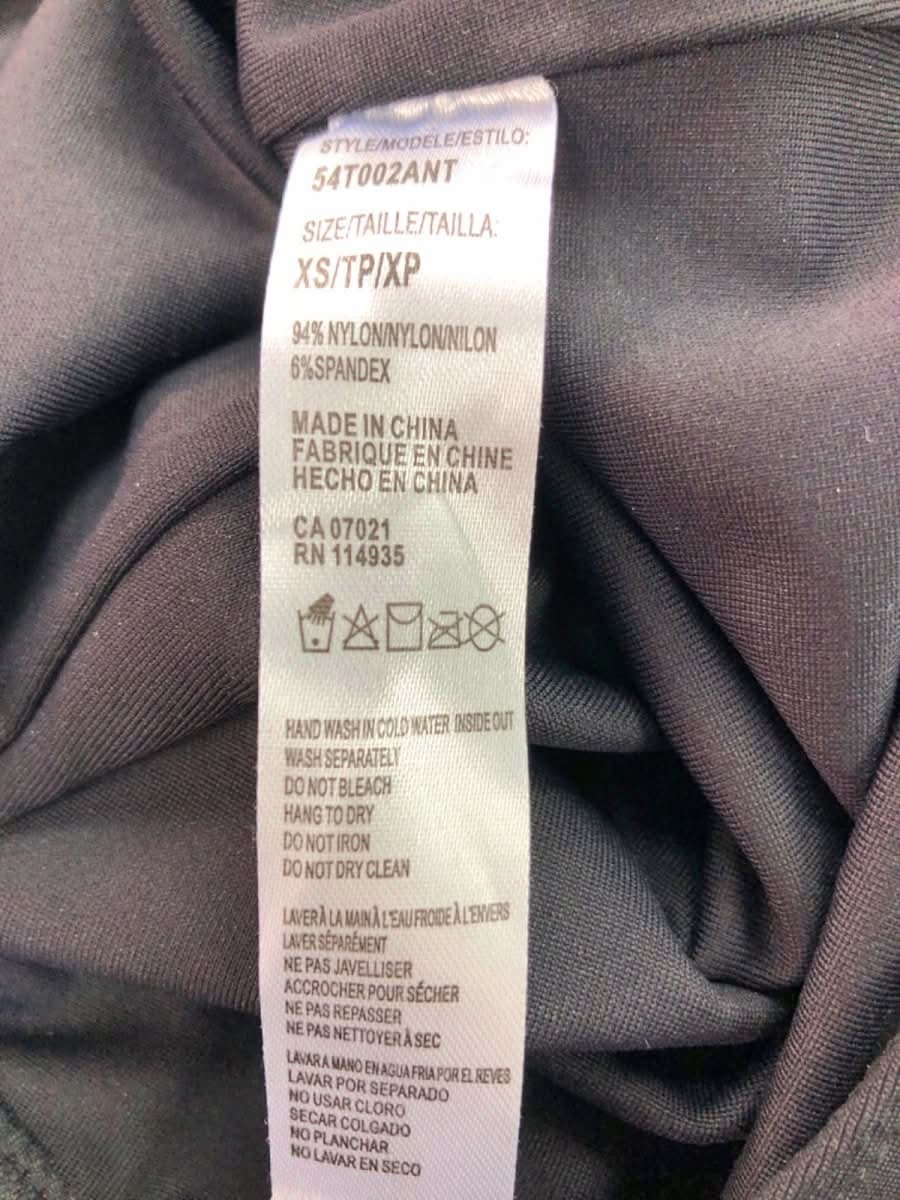 STYLE/MODELE/ESTILO:
54T002ANT
SIZE/TAILLE/TAILLA:
XS/TP/XP
94% NYLON/NYLON/NILON
6%SPANDEX
MADE IN CHINA
FABRIQUE EN CHINE
HECHO EN CHINA
CA 07021
RN 114935
HAND WASH IN COLD WATER INSIDE OUT
WASH SEPARATELY
DO NOT BLEACH
HANG TO DRY
DO NOT IRON
DO NOT DRY CLEAN
LAVER À LA MAIN À L'EAU FROIDE À L'ENVERS
LAVER SÉPARÉMENT
NE PAS JAVELLISER
ACCROCHER POUR SÉCHER
NE PAS REPASSER
NE PAS NETTOYER À SEC
LAVAR A MANO EN AGUA FRIA POR EL REVES
LAVAR POR SEPARADO
NO USAR CLORO
SECAR COLGADO
NO PLANCHAR
NO LAVAR EN SECO